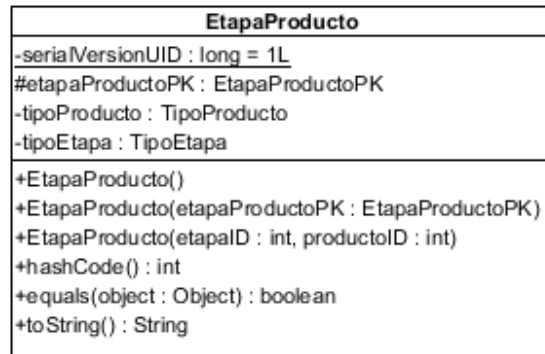 EtapaProducto
-serialVersionUID : long = 1L
#etapaProductoPK : EtapaProductoPK
-tipoProducto : TipoProducto
-tipoEtapa : TipoEtapa
+EtapaProducto()
+EtapaProducto(etapaProductoPK : EtapaProductoPK)
+EtapaProducto(etapaID : int, productoID : int)
+hashCode() : int
+equals(object : Object) : boolean
+toString() : String